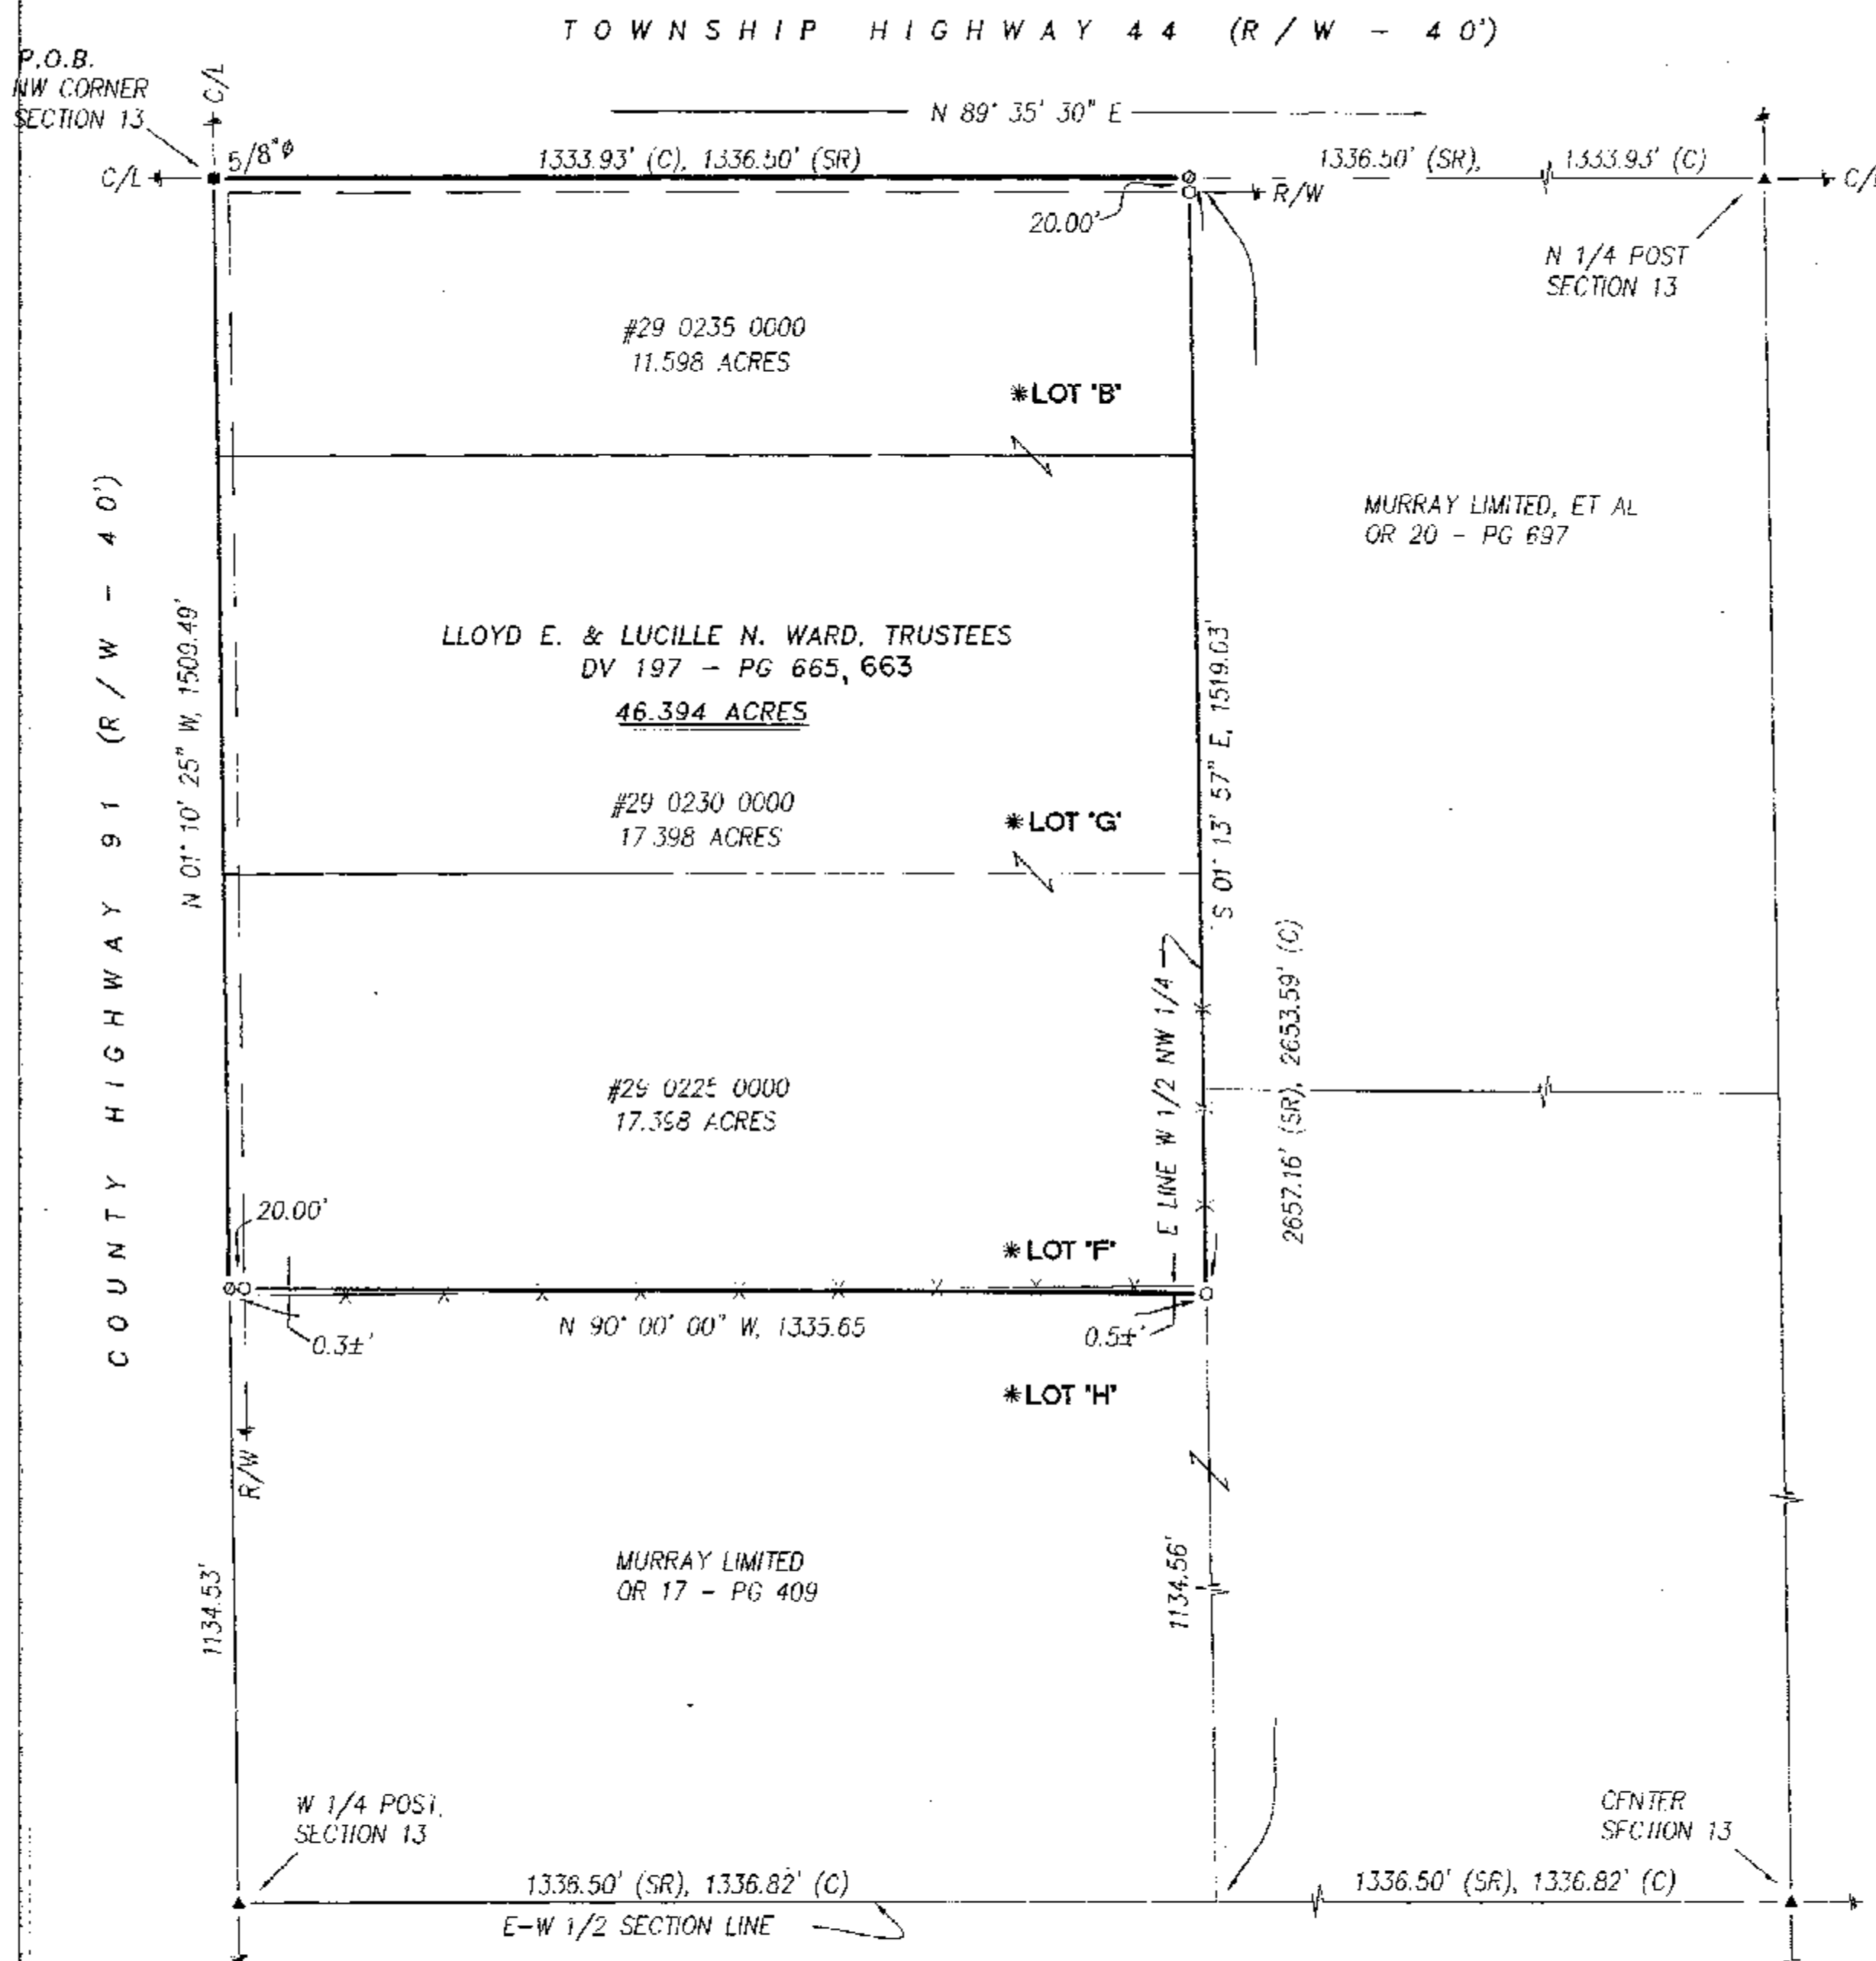 TOWNSHIP HIGHWAY 44 (R/W - 40')
P.O.B.
NW CORNER
SECTION 13
C/L
N 89° 35' 30" E
5/8"ø
C/L
1333.93' (C), 1336.50' (SR)
1336.50' (SR),
1333.93' (C)
R/W
20.00'
N 1/4 POST
SECTION 13
#29 0235 0000
11.598 ACRES
*LOT 'B'
MURRAY LIMITED, ET AL
OR 20 - PG 697
COUNTY HIGHWAY 91 (R/W - 40')
N 01° 10' 25" W, 1509.49'
LLOYD E. & LUCILLE N. WARD, TRUSTEES
DV 197 - PG 665, 663
46.394 ACRES
S 01° 13' 57" E, 1519.03'
#29 0230 0000
17.398 ACRES
*LOT 'G'
E LINE W 1/2 NW 1/4
2657.16' (SR), 2653.59' (C)
#29 0225 0000
17.398 ACRES
20.00'
*LOT 'F'
0.3±'
N 90° 00' 00" W, 1335.65
0.5±'
*LOT 'H'
R/W
1134.53'
MURRAY LIMITED
OR 17 - PG 409
1134.56'
W 1/4 POST,
SECTION 13
CENTER
SECTION 13
1336.50' (SR), 1336.82' (C)
1336.50' (SR), 1336.82' (C)
E-W 1/2 SECTION LINE